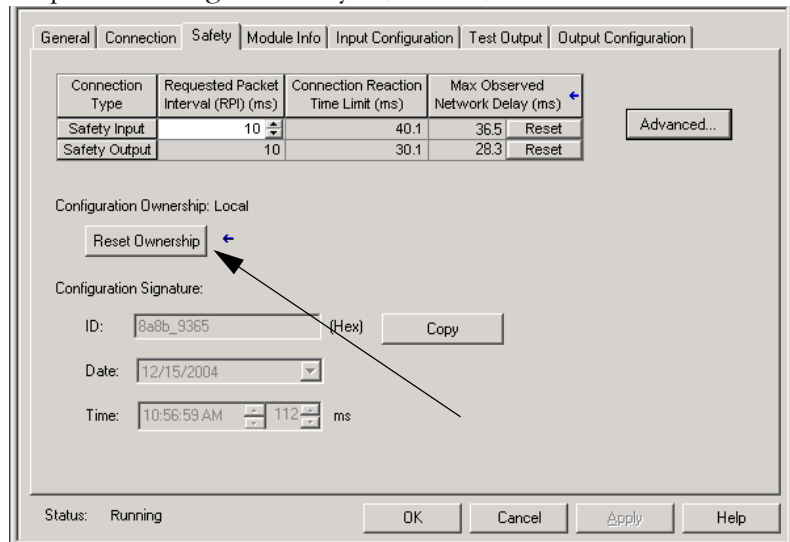 General Connection Safety Module Info Input Configuration Test Output Output Configuration
Connection Type Requested Packet Interval (RPI) (ms) Connection Reaction Time Limit (ms) Max Observed Network Delay (ms)
Safety Input 10 40.1 36.5 Reset
Safety Output 10 30.1 28.3 Reset
Advanced...
Configuration Ownership: Local
Reset Ownership
Configuration Signature:
ID: 8a8b_9365 (Hex) Copy
Date: 12/15/2004
Time: 10:56:59 AM 112 ms
Status: Running OK Cancel Apply Help